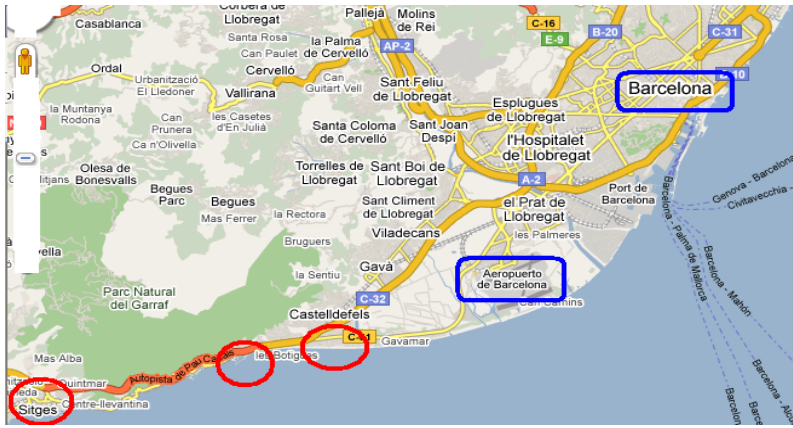 Corbera de
Llobregat
Casablanca
Pallejà
Molins
de Rei
C-16
E-9
B-20
C-31
Santa Rosa
Can Paulet
la Palma
de Cervelló
AP-2
Cervelló
Ordal
Urbanització
El Lledoner
Vallirana
Can
Guitart Vell
Sant Feliu
de Llobregat
Barcelona
la Muntanya
Rodona
Can
Prunera
Ca n'Olivella
les Casetes
d'En Julià
Santa Coloma
de Cervelló
Sant Joan
Despí
Esplugues
de Llobregat
l'Hospitalet
de Llobregat
Olesa de
Bonesvalls
Torrelles de
Llobregat
Sant Boi de
Llobregat
A-2
Port de
Barcelona
Begues
Parc
Begues
Mas Ferrer
la Rectora
Sant Climent
de Llobregat
el Prat de
Llobregat
Viladecans
les Palmeres
Bruguers
Gavà
la Sentiu
Aeropuerto
de Barcelona
Can Camins
Parc Natural
del Garraf
C-32
Castelldefels
Gavamar
les Botigues
Mas Alba
Autopista de Pau Casals
Quintmar
Centre-llevantina
Sitges
Genova - Barcelona
Civitavecchia -
Barcelona - Palma de Mallorca
Barcelona - Mahón
Barcelona -